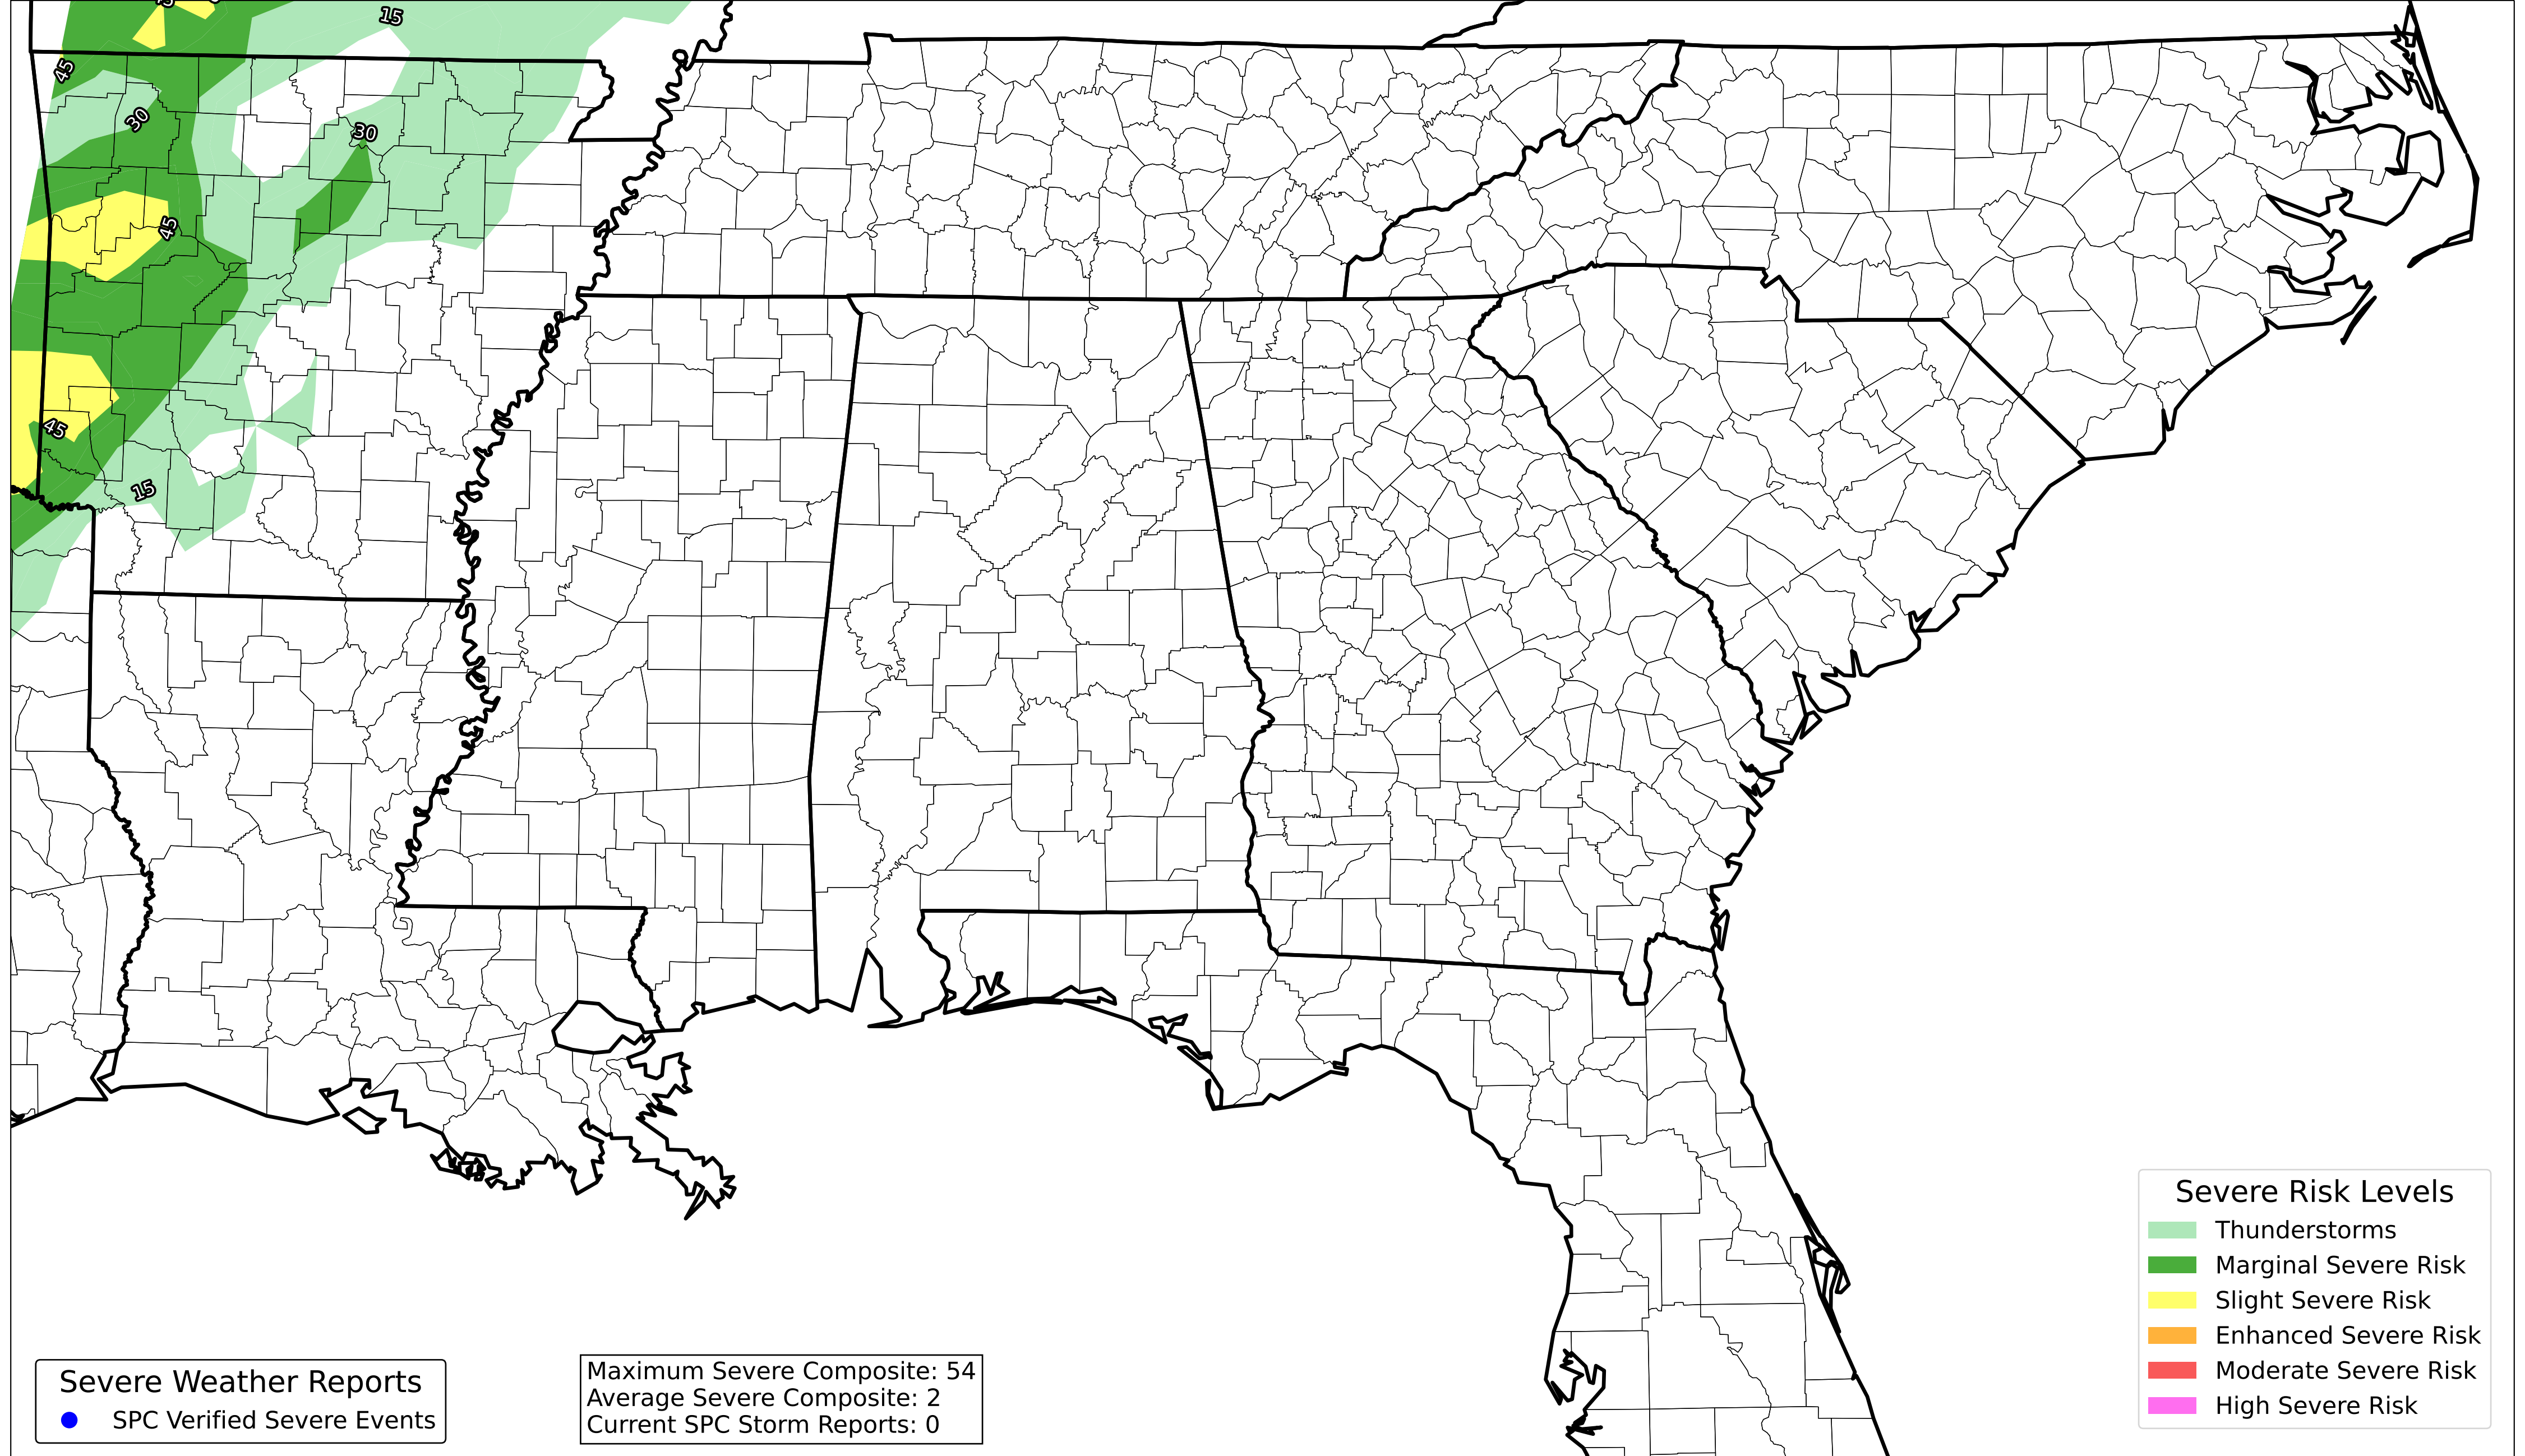 15
45
30
30
45
45
15
Severe Risk Levels
Thunderstorms
Marginal Severe Risk
Slight Severe Risk
Enhanced Severe Risk
Moderate Severe Risk
High Severe Risk
Severe Weather Reports
SPC Verified Severe Events
Maximum Severe Composite: 54
Average Severe Composite: 2
Current SPC Storm Reports: 0